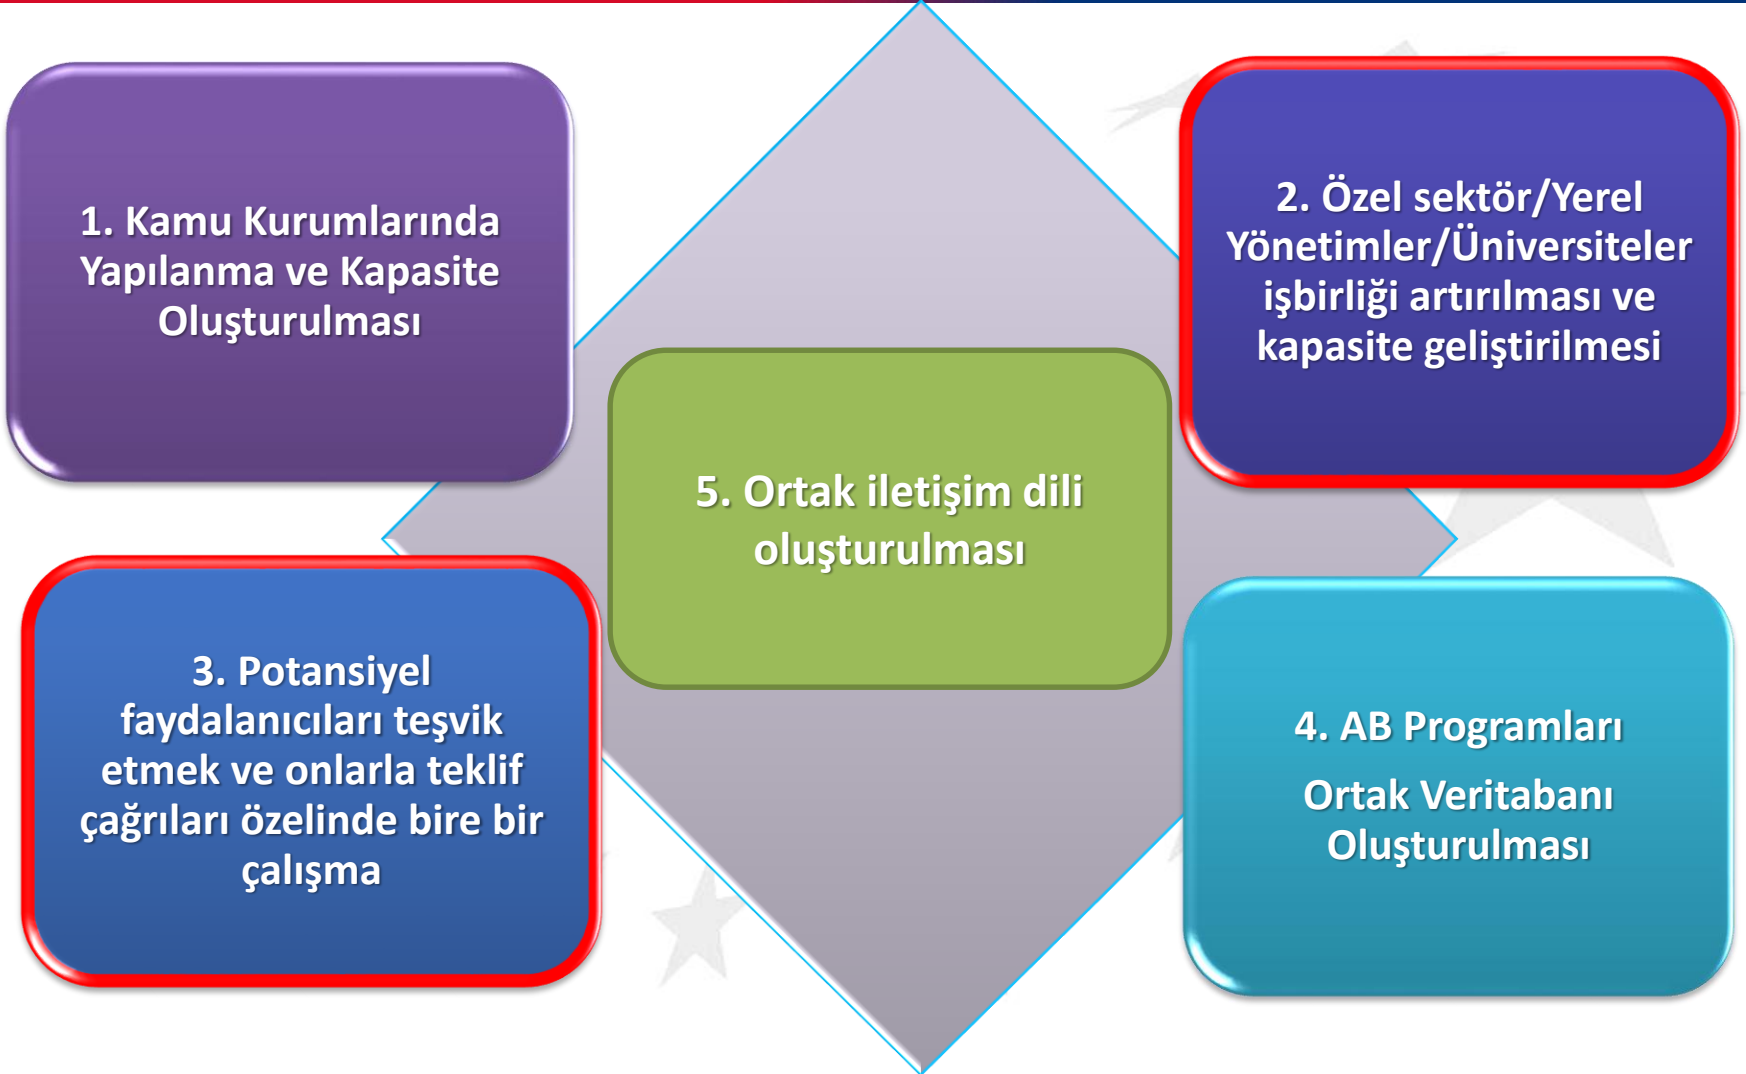 1. Kamu Kurumlarında
Yapılanma ve Kapasite
Oluşturulması
2. Özel sektör/Yerel
Yönetimler/Üniversiteler
işbirliği artırılması ve
kapasite geliştirilmesi
3. Potansiyel
faydalanıcıları teşvik
etmek ve onlarla teklif
çağrıları özelinde bire bir
çalışma
4. AB Programları
Ortak Veritabanı
Oluşturulması
5. Ortak iletişim dili
oluşturulması